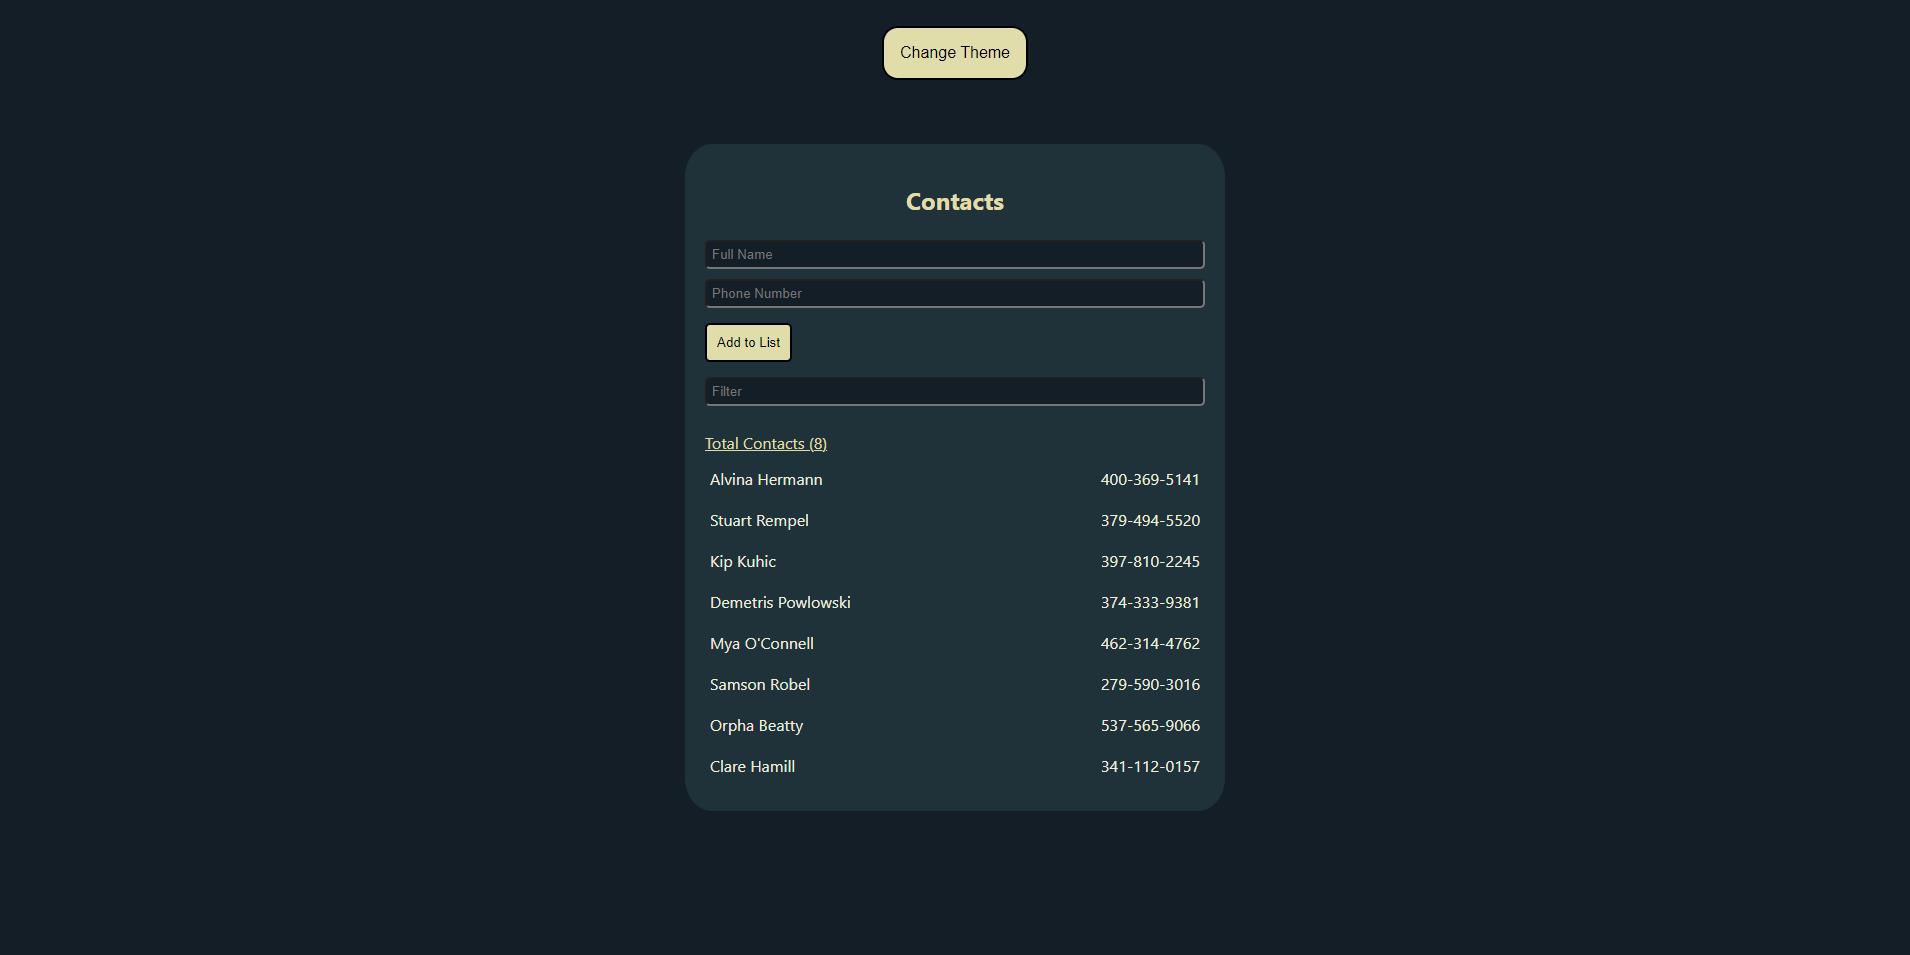 Change Theme
Contacts
Full Name
Phone Number
Add to List
Filter
Total Contacts (8)
Alvina Hermann 400-369-5141
Stuart Rempel 379-494-5520
Kip Kuhic 397-810-2245
Demetris Powlowski 374-333-9381
Mya O'Connell 462-314-4762
Samson Robel 279-590-3016
Orpha Beatty 537-565-9066
Clare Hamill 341-112-0157